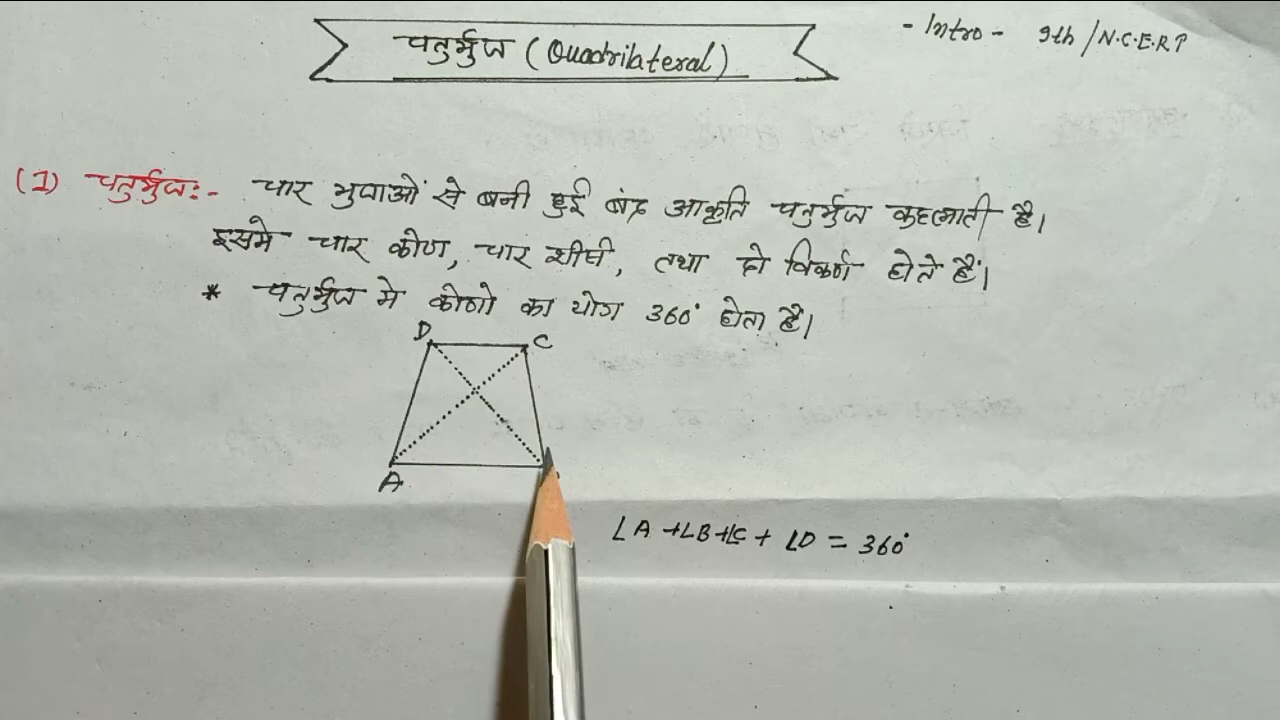 चतुर्भुज (Quadrilateral)
- Intro - 9th / N.C.E.R.T
(1) चतुर्भुज:- चार भुजाओं से बनी हुई बंद आकृति चतुर्भुज कहलाती है।
इसमे चार कोण, चार शीर्ष, तथा दो विकर्ण होते हैं।
* चतुर्भुज मे कोणो का योग 360° होता है।
D C
A
∠A +∠B+∠C + ∠D = 360°